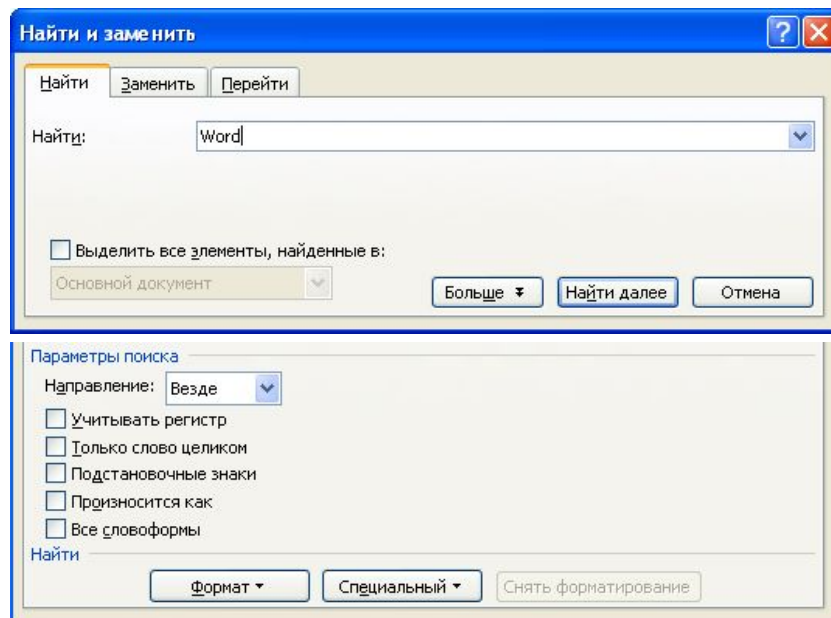 Найти и заменить
Найти Заменить Перейти
Найти: Word
Выделить все элементы, найденные в:
Основной документ
Больше Найти далее Отмена
Параметры поиска
Направление: Везде
Учитывать регистр
Только слово целиком
Подстановочные знаки
Произносится как
Все словоформы
Найти
Формат Специальный Снять форматирование